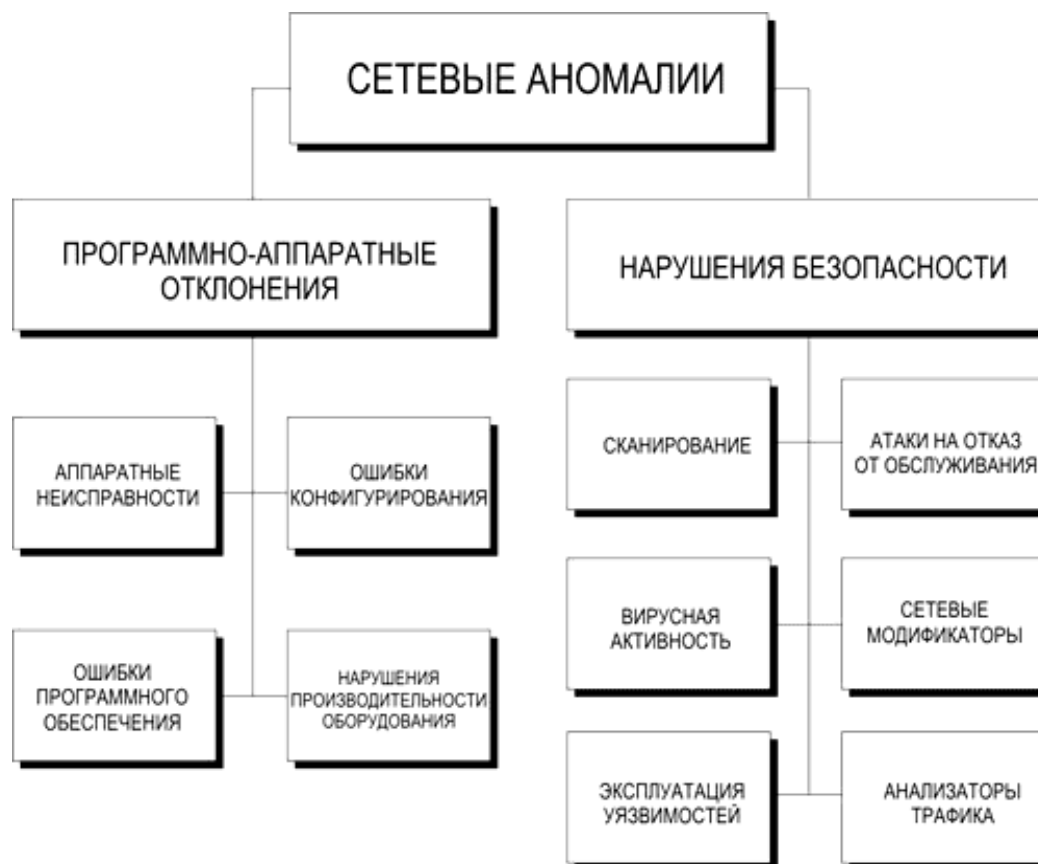 СЕТЕВЫЕ АНОМАЛИИ
ПРОГРАММНО-АППАРАТНЫЕ
ОТКЛОНЕНИЯ
НАРУШЕНИЯ БЕЗОПАСНОСТИ
АППАРАТНЫЕ
НЕИСПРАВНОСТИ
ОШИБКИ
КОНФИГУРИРОВАНИЯ
ОШИБКИ
ПРОГРАММНОГО
ОБЕСПЕЧЕНИЯ
НАРУШЕНИЯ
ПРОИЗВОДИТЕЛЬНОСТИ
ОБОРУДОВАНИЯ
СКАНИРОВАНИЕ
АТАКИ НА ОТКАЗ
ОТ ОБСЛУЖИВАНИЯ
ВИРУСНАЯ
АКТИВНОСТЬ
СЕТЕВЫЕ
МОДИФИКАТОРЫ
ЭКСПЛУАТАЦИЯ
УЯЗВИМОСТЕЙ
АНАЛИЗАТОРЫ
ТРАФИКА